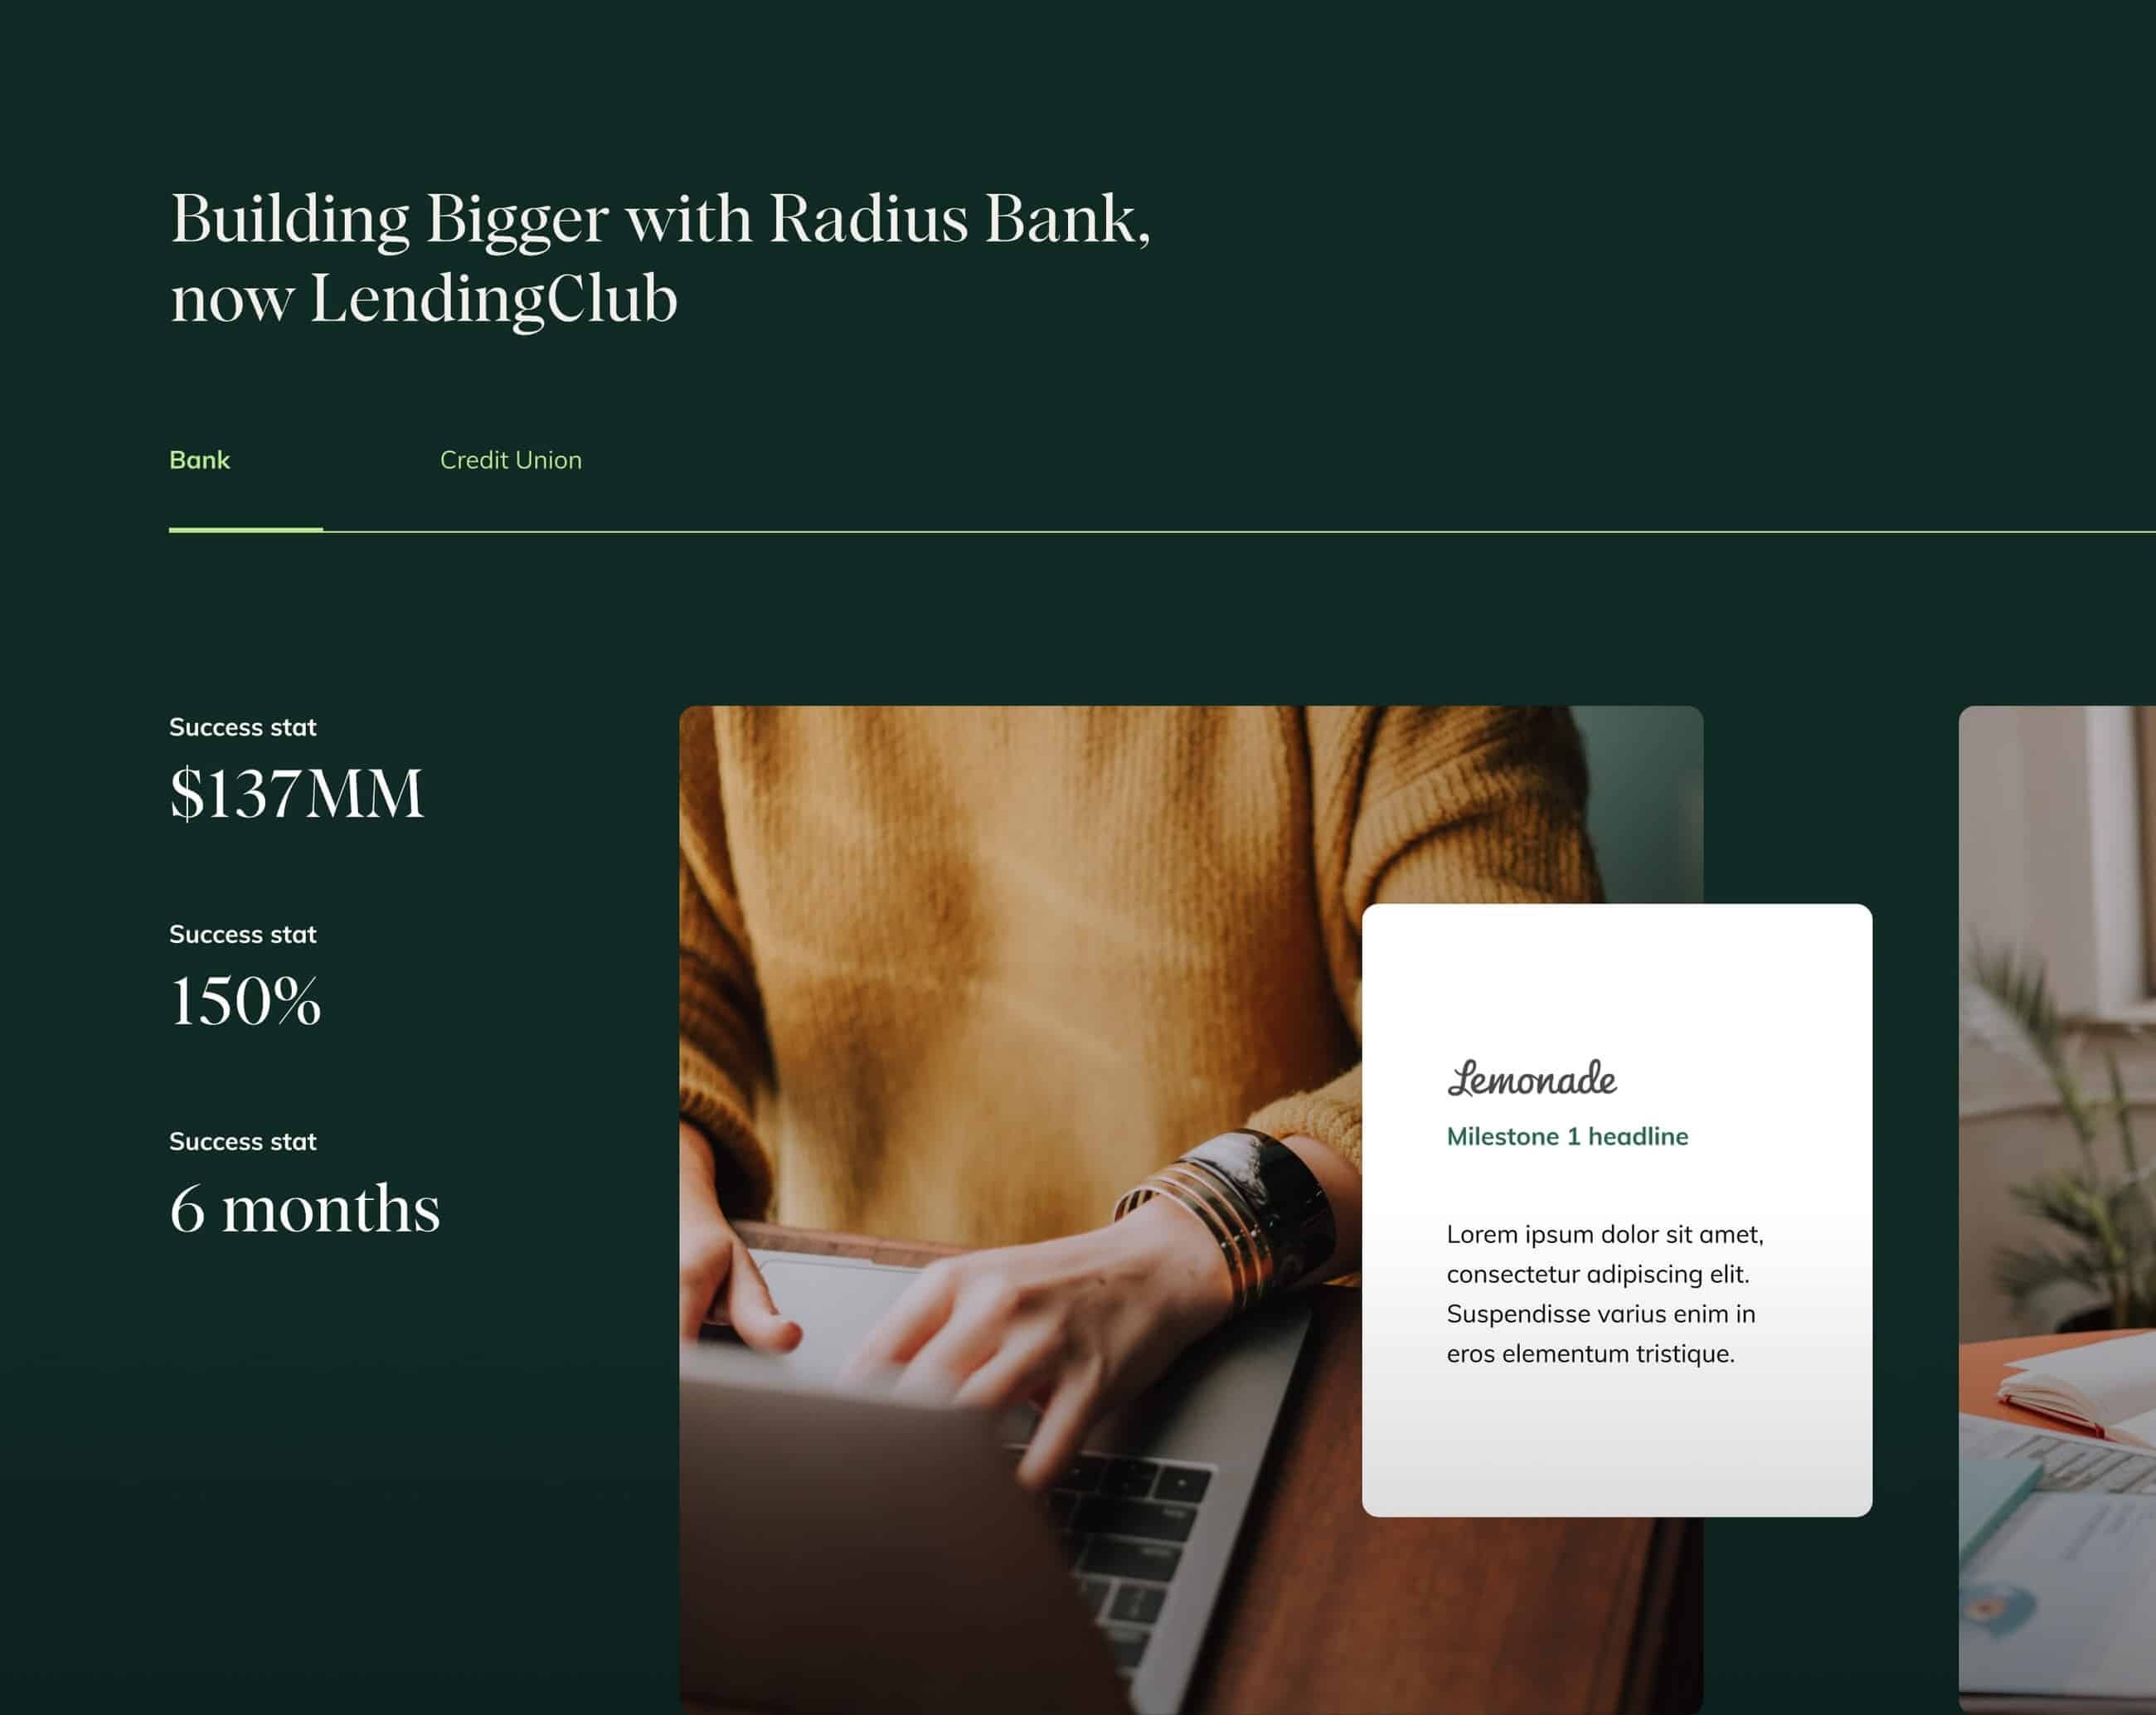 Building Bigger with Radius Bank,
now LendingClub
Bank
Credit Union
Success stat
$137MM
Success stat
150%
Success stat
6 months
Lemonade
Milestone 1 headline
Lorem ipsum dolor sit amet,
consectetur adipiscing elit.
Suspendisse varius enim in
eros elementum tristique.